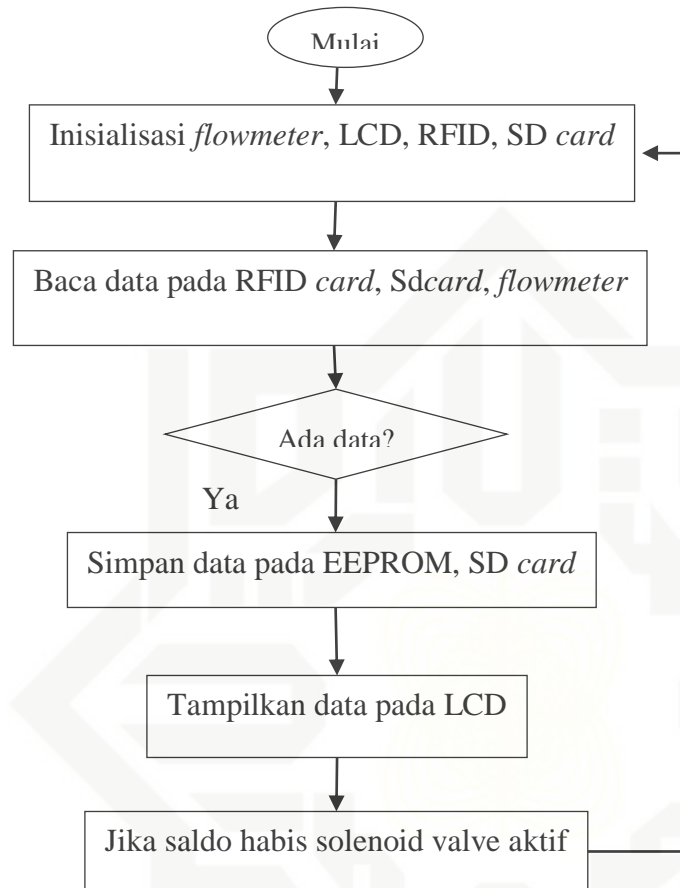 Mulai
Inisialisasi flowmeter, LCD, RFID, SD card
Baca data pada RFID card, Sdcard, flowmeter
Ada data?
Ya
Simpan data pada EEPROM, SD card
Tampilkan data pada LCD
Jika saldo habis solenoid valve aktif